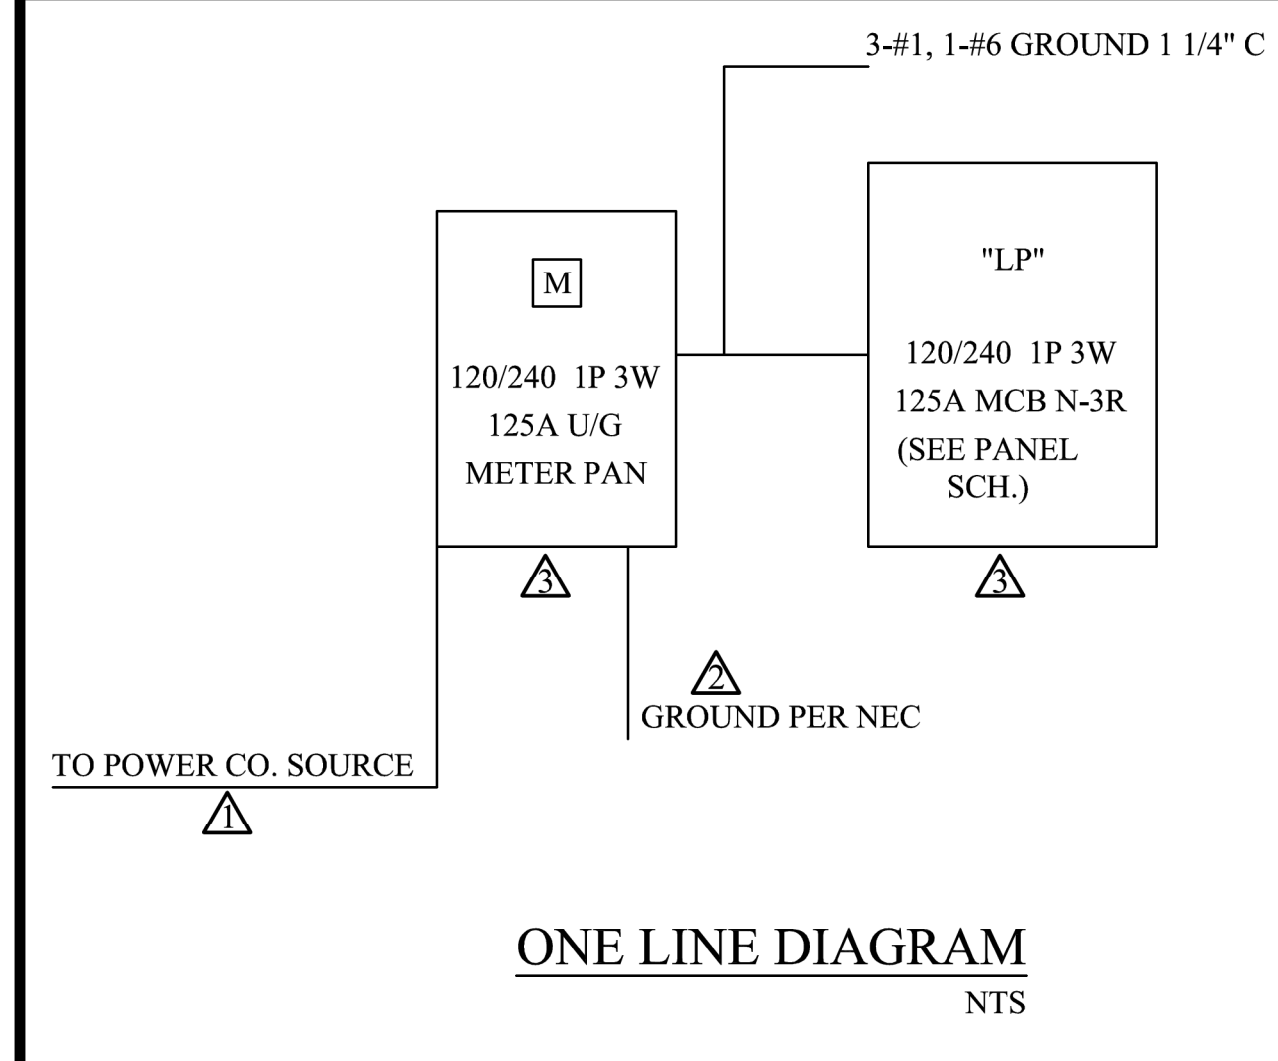 3-#1, 1-#6 GROUND 1 1/4" C
M
120/240 1P 3W
125A U/G
METER PAN
3
"LP"
120/240 1P 3W
125A MCB N-3R
(SEE PANEL
SCH.)
3
2
GROUND PER NEC
TO POWER CO. SOURCE
1
ONE LINE DIAGRAM
NTS